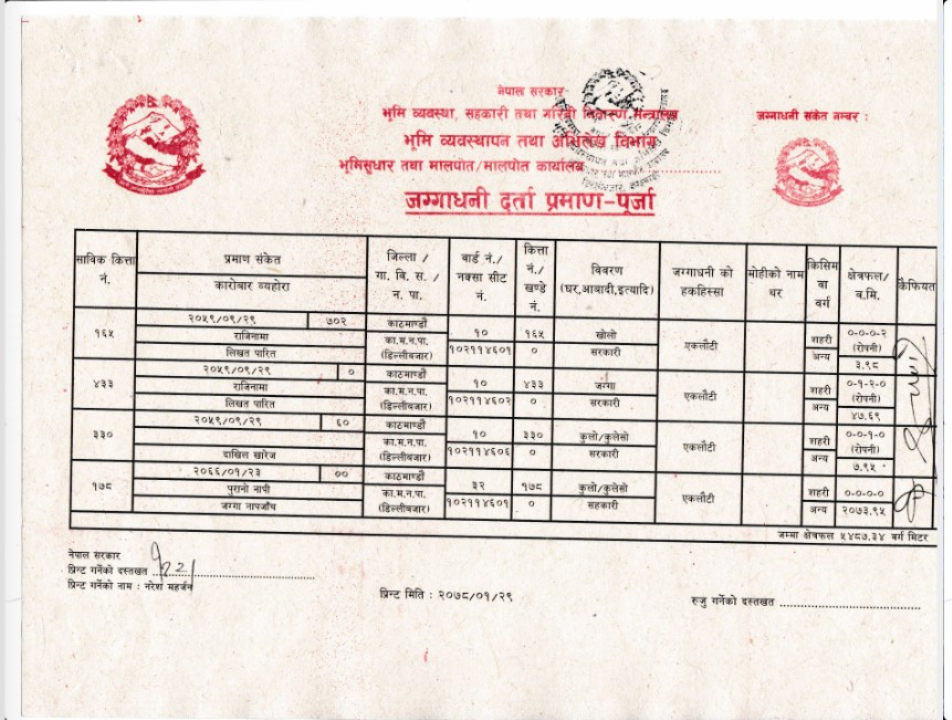 नेपाल सरकार
भूमि व्यवस्था, सहकारी तथा गरिबी निवारण मन्त्रालय
जग्गाधनी संकेत नम्बर :
भूमि व्यवस्थापन तथा अभिलेख विभाग
भूमिसुधार तथा मालपोत/मालपोत कार्यालय
जग्गाधनी दर्ता प्रमाण-पूर्जा
साविक कित्ता नं. प्रमाण संकेत कारोबार व्यहोरा जिल्ला / गा. बि. स. / न. पा. वार्ड नं./ नक्सा सीट नं. कित्ता नं./ खण्डे नं. विवरण (घर,आवादी,इत्यादि) जग्गाधनी को हकहिस्सा मोहीको नाम थर किसिम वा वर्ग क्षेत्रफल/ व.मि. कैफियत
१६५ २०५९/०९/२९ ७०२ काठमाण्डौ १० १६५ खोलो एकलौटी शहरी ०-०-०-२
राजिनामा का.म.न.पा. १०२११४६०१ ० सरकारी अन्य (रोपनी)
लिखत पारित (डिल्लीबजार) ३.९८
४३३ २०५९/०९/२९ ० काठमाण्डौ १० ४३३ जग्गा एकलौटी शहरी ०-१-२-०
राजिनामा का.म.न.पा. १०२११४६०२ ० सरकारी अन्य (रोपनी)
लिखत पारित (डिल्लीबजार) ४७.६९
३३० २०५९/०९/२९ ६० काठमाण्डौ १० ३३० कुलो/कुलेसो एकलौटी शहरी ०-०-१-०
का.म.न.पा. १०२११४६०६ ० सरकारी अन्य (रोपनी)
दाखिल खारेज (डिल्लीबजार) ७.९५
१७८ २०६६/०१/२३ ०० काठमाण्डौ ३२ १७८ कुलो/कुलेसो एकलौटी शहरी ०-०-०-०
पुरानो नापी का.म.न.पा. १०२११४६०१ ० सहकारी अन्य २०७३.९५
जग्गा नापजाँच (डिल्लीबजार)
जम्मा क्षेत्रफल ५४८७.३४ वर्ग मिटर
नेपाल सरकार
प्रिन्ट गर्नेको दस्तखत
प्रिन्ट गर्नेको नाम : नरेश महर्जन
प्रिन्ट मिति : २०७८/०१/२९
रुजु गर्नेको दस्तखत